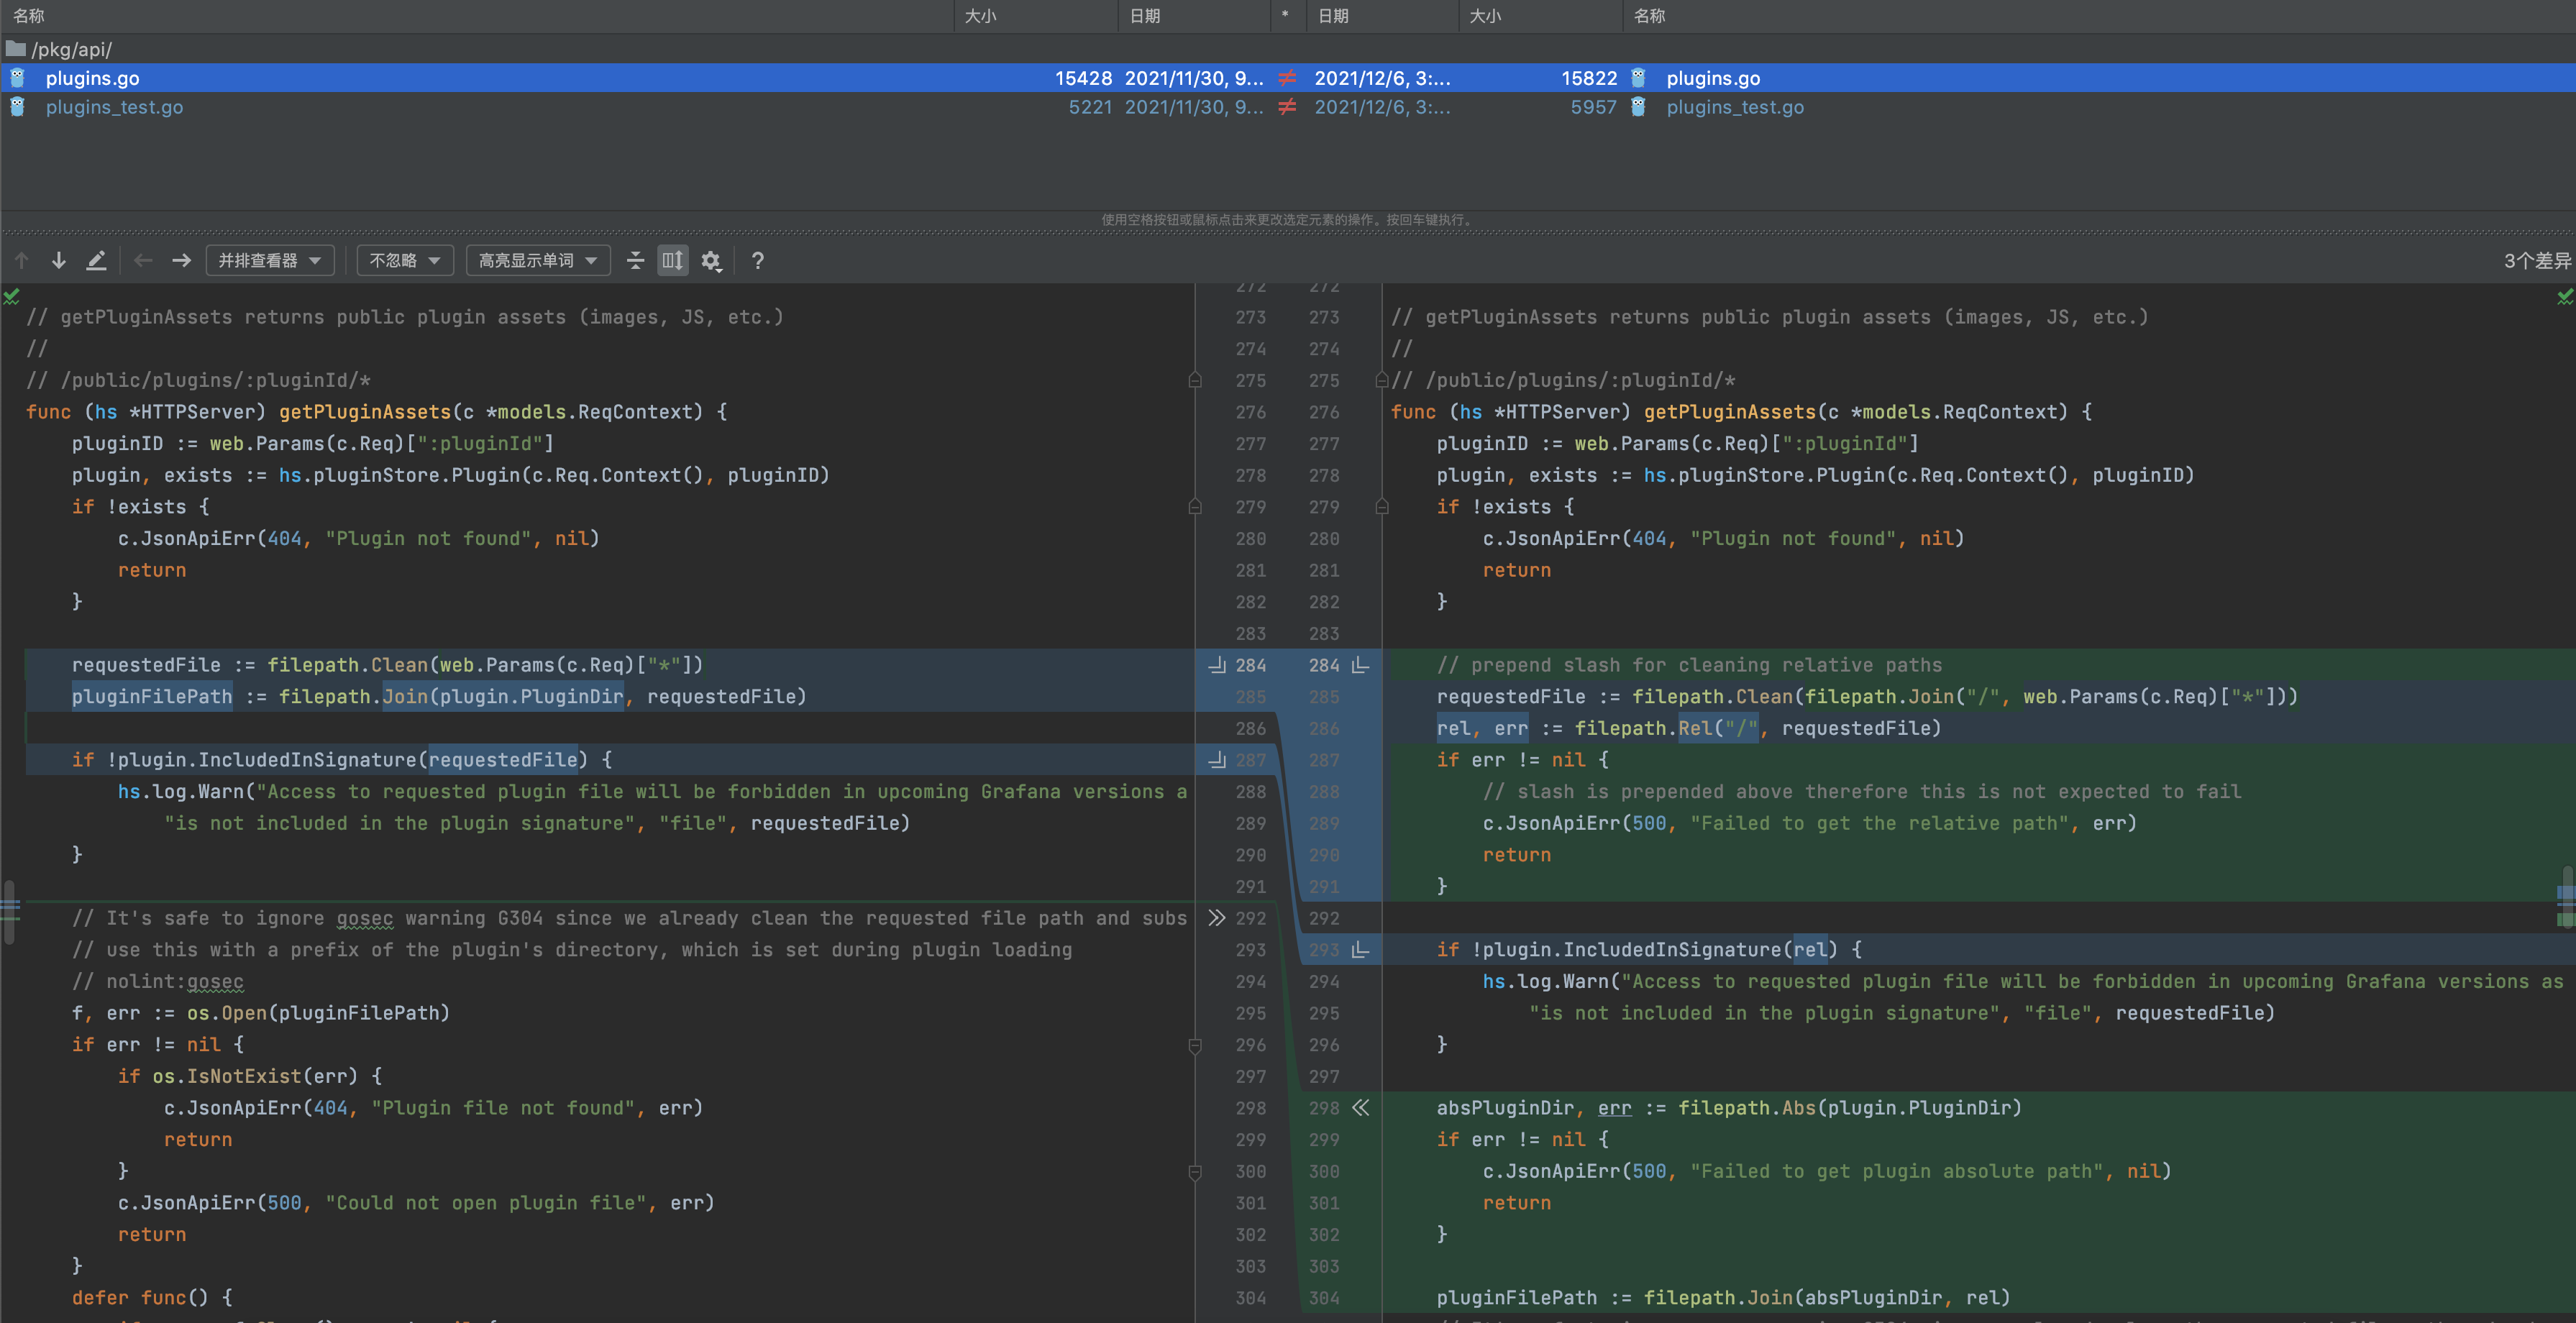 名称 大小 日期 * 日期 大小 名称
/pkg/api/
plugins.go 15428 2021/11/30, 9... ≠ 2021/12/6, 3:... 15822 plugins.go
plugins_test.go 5221 2021/11/30, 9... ≠ 2021/12/6, 3:... 5957 plugins_test.go
使用空格按钮或鼠标点击来更改选定元素的操作。按回车键执行。
并排查看器 不忽略 高亮显示单词 ? 3个差异
272 272
// getPluginAssets returns public plugin assets (images, JS, etc.) 273 273 // getPluginAssets returns public plugin assets (images, JS, etc.)
// 274 274 //
// /public/plugins/:pluginId/* 275 275 // /public/plugins/:pluginId/*
func (hs *HTTPServer) getPluginAssets(c *models.ReqContext) { 276 276 func (hs *HTTPServer) getPluginAssets(c *models.ReqContext) {
pluginID := web.Params(c.Req)[":pluginId"] 277 277 pluginID := web.Params(c.Req)[":pluginId"]
plugin, exists := hs.pluginStore.Plugin(c.Req.Context(), pluginID) 278 278 plugin, exists := hs.pluginStore.Plugin(c.Req.Context(), pluginID)
if !exists { 279 279 if !exists {
c.JsonApiErr(404, "Plugin not found", nil) 280 280 c.JsonApiErr(404, "Plugin not found", nil)
return 281 281 return
} 282 282 }
283 283
requestedFile := filepath.Clean(web.Params(c.Req)["*"]) 284 284 // prepend slash for cleaning relative paths
pluginFilePath := filepath.Join(plugin.PluginDir, requestedFile) 285 285 requestedFile := filepath.Clean(filepath.Join("/", web.Params(c.Req)["*"]))
286 286 rel, err := filepath.Rel("/", requestedFile)
if !plugin.IncludedInSignature(requestedFile) { 287 287 if err != nil {
hs.log.Warn("Access to requested plugin file will be forbidden in upcoming Grafana versions a 288 288 // slash is prepended above therefore this is not expected to fail
"is not included in the plugin signature", "file", requestedFile) 289 289 c.JsonApiErr(500, "Failed to get the relative path", err)
} 290 290 return
291 291 }
// It's safe to ignore gosec warning G304 since we already clean the requested file path and subs 292 292
// use this with a prefix of the plugin's directory, which is set during plugin loading 293 293 if !plugin.IncludedInSignature(rel) {
// nolint:gosec 294 294 hs.log.Warn("Access to requested plugin file will be forbidden in upcoming Grafana versions as
f, err := os.Open(pluginFilePath) 295 295 "is not included in the plugin signature", "file", requestedFile)
if err != nil { 296 296 }
if os.IsNotExist(err) { 297 297
c.JsonApiErr(404, "Plugin file not found", err) 298 298 absPluginDir, err := filepath.Abs(plugin.PluginDir)
return 299 299 if err != nil {
} 300 300 c.JsonApiErr(500, "Failed to get plugin absolute path", nil)
c.JsonApiErr(500, "Could not open plugin file", err) 301 301 return
return 302 302 }
} 303 303
defer func() { 304 304 pluginFilePath := filepath.Join(absPluginDir, rel)